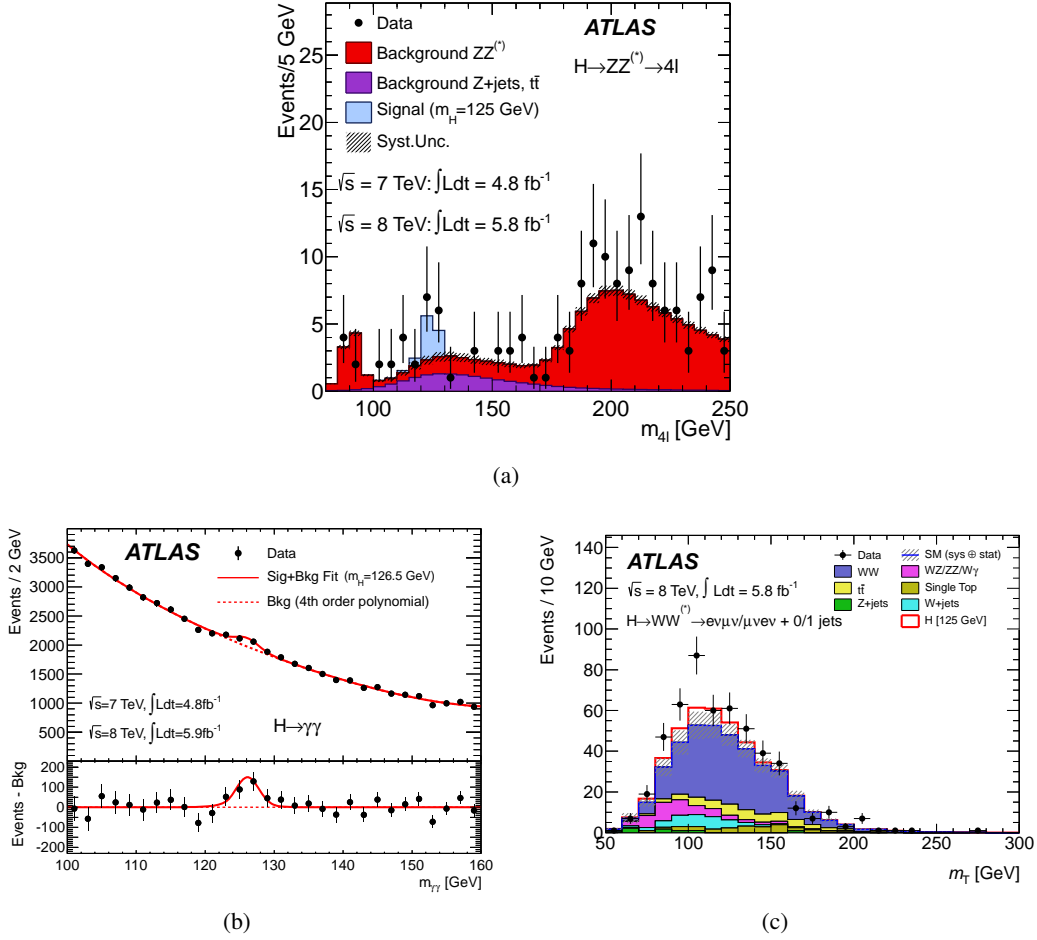 Events/5 GeV
25
20
15
10
5
0
Data
Background ZZ(*)
Background Z+jets, tt̄
Signal (m_H=125 GeV)
Syst.Unc.
√s = 7 TeV: ∫Ldt = 4.8 fb⁻¹
√s = 8 TeV: ∫Ldt = 5.8 fb⁻¹
ATLAS
H→ZZ(*)→4l
100 150 200 250
m_4l [GeV]
(a)
Events / 2 GeV
3500
3000
2500
2000
1500
1000
500
ATLAS
Data
Sig+Bkg Fit (m_H=126.5 GeV)
Bkg (4th order polynomial)
√s=7 TeV, ∫Ldt=4.8fb⁻¹
√s=8 TeV, ∫Ldt=5.9fb⁻¹
H→γγ
Events - Bkg
200
100
0
-100
-200
100 110 120 130 140 150 160
m_γγ [GeV]
(b)
Events / 10 GeV
140
120
100
80
60
40
20
0
ATLAS
√s = 8 TeV, ∫ Ldt = 5.8 fb⁻¹
H→WW(*)→eνμν/μνeν + 0/1 jets
Data
WW
tt̄
Z+jets
SM (sys ⊕ stat)
WZ/ZZ/Wγ
Single Top
W+jets
H [125 GeV]
50 100 150 200 250 300
m_T [GeV]
(c)